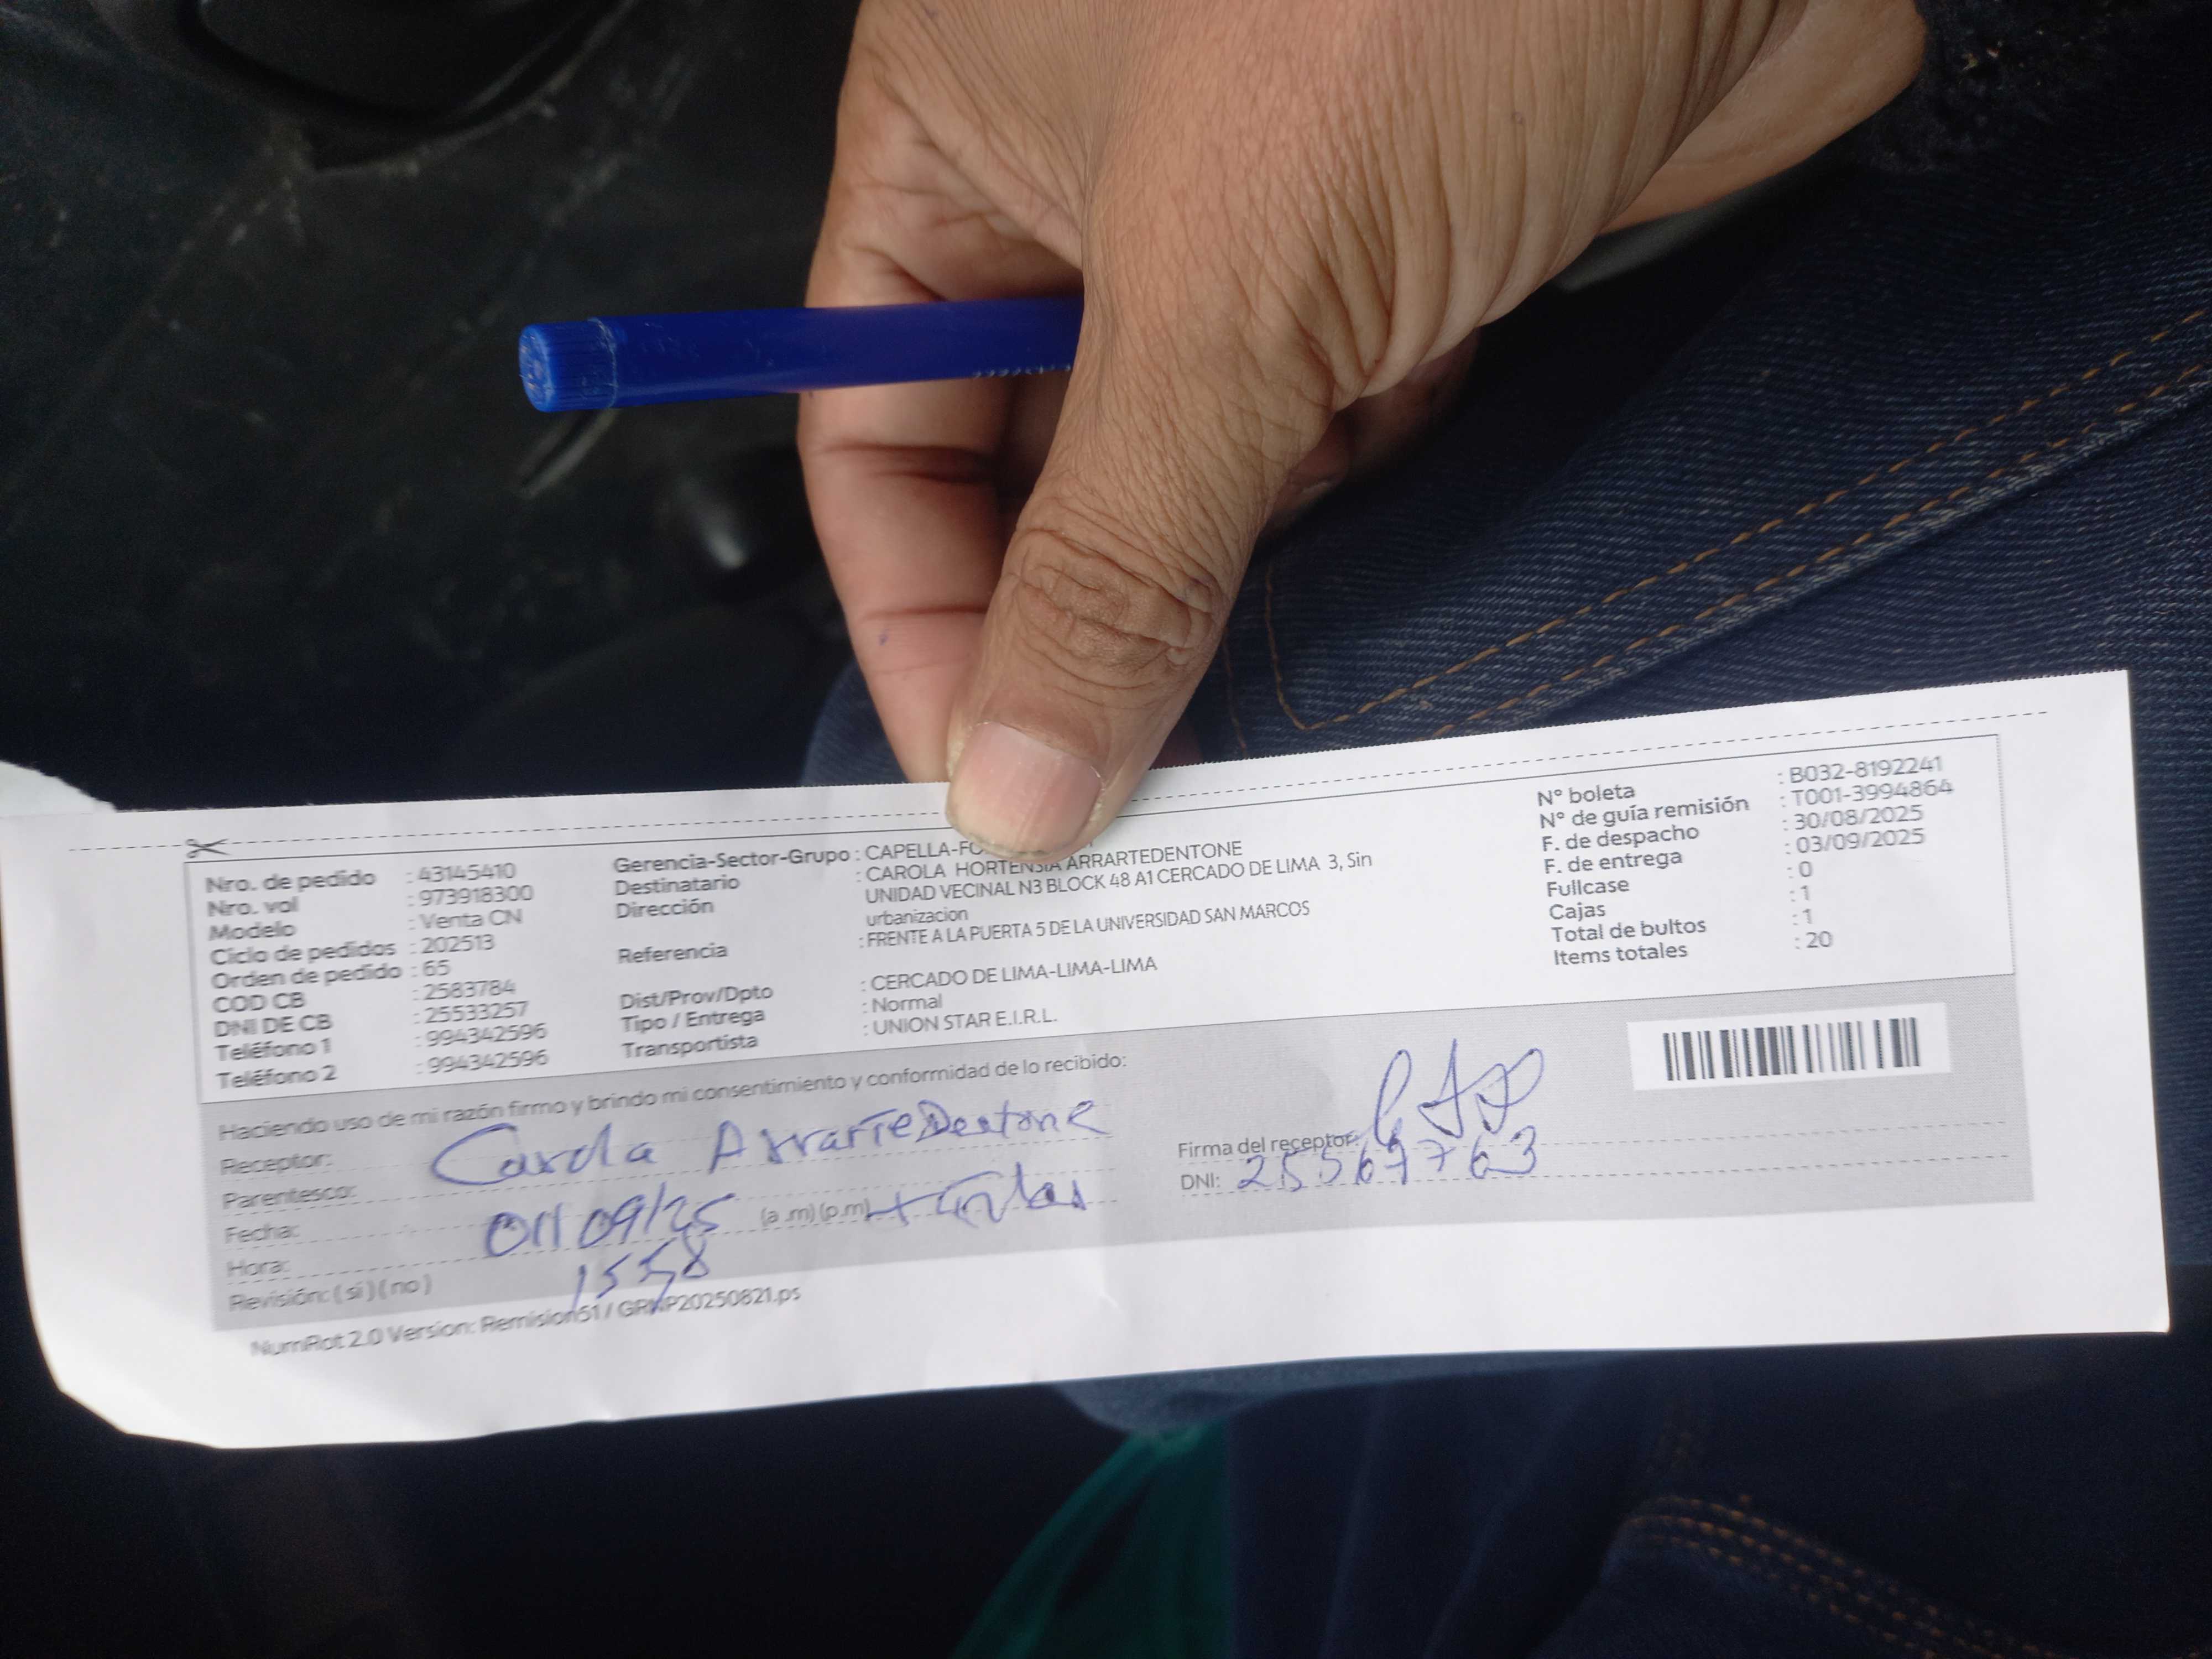 Nro. de pedido : 43145410
Nro. vol : 973918300
Modelo : Venta CN
Ciclo de pedidos : 202513
Orden de pedido : 65
COD CB : 2583784
DNI DE CB : 25533257
Teléfono 1 : 994342596
Teléfono 2 : 994342596
Gerencia-Sector-Grupo : CAPELLA-FO
Destinatario : CAROLA HORTENSIA ARRARTEDENTONE
Dirección UNIDAD VECINAL N3 BLOCK 48 A1 CERCADO DE LIMA 3, Sin
urbanizacion
Referencia : FRENTE A LA PUERTA 5 DE LA UNIVERSIDAD SAN MARCOS
Dist/Prov/Dpto : CERCADO DE LIMA-LIMA-LIMA
Tipo / Entrega : Normal
Transportista : UNION STAR E.I.R.L.
N° boleta : B032-8192241
N° de guía remisión : T001-3994864
F. de despacho : 30/08/2025
F. de entrega : 03/09/2025
Fullcase : 0
Cajas : 1
Total de bultos : 1
Items totales : 20
Haciendo uso de mi razón firmo y brindo mi consentimiento y conformidad de lo recibido:
Receptor: Carola Arrarte Dentone
Parentesco:
Fecha: 01/09/25 (a .m) (p.m)
Hora: 1558
Revisión: ( si ) ( no )
Firma del receptor:
DNI: 25569763
NumRot 2.0 Version: Remision51 / GRNP20250821.ps